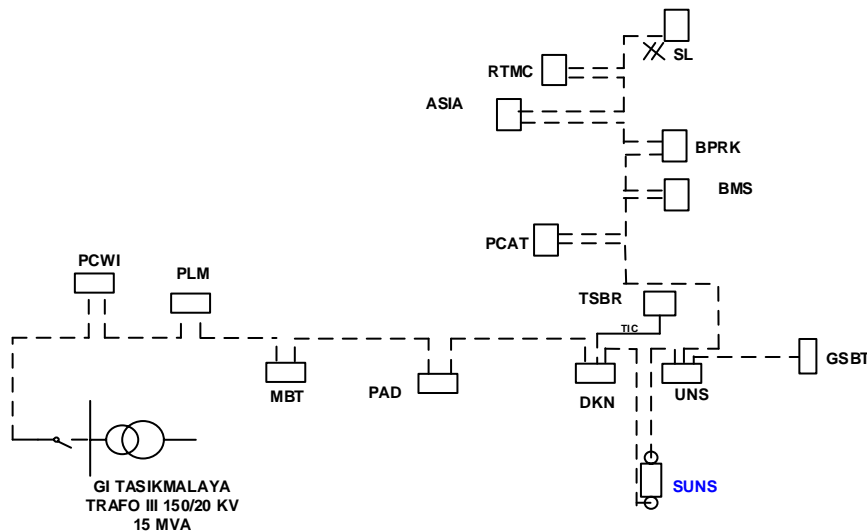 SL
RTMC
ASIA
BPRK
BMS
PCAT
PCWI
PLM
TSBR
TIC
GSBT
MBT
PAD
DKN
UNS
GI TASIKMALAYA
TRAFO III 150/20 KV
15 MVA
SUNS